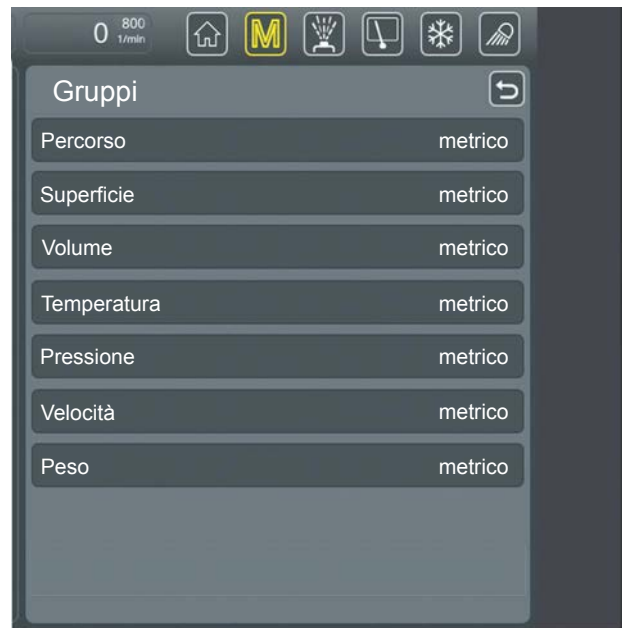 0 800
1/min
M
Gruppi
Percorso metrico
Superficie metrico
Volume metrico
Temperatura metrico
Pressione metrico
Velocità metrico
Peso metrico